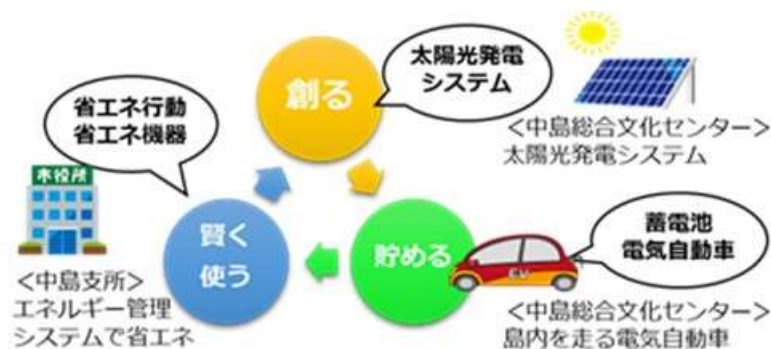 太陽光発電
システム
創る
省エネ行動
省エネ機器
<中島総合文化センター>
太陽光発電システム
市役所
賢く
使う
貯める
EV
蓄電池
電気自動車
<中島支所>
エネルギー管理
システムで省エネ
<中島総合文化センター>
島内を走る電気自動車